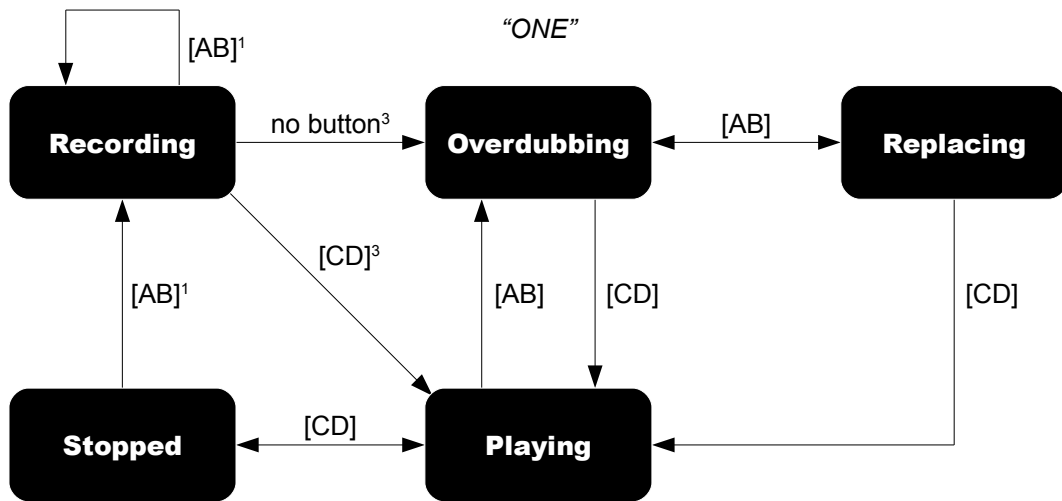 “ONE”
[AB]¹
Recording
no button³
Overdubbing
[AB]
Replacing
[CD]³
[AB]¹
[AB]
[CD]
[CD]
Stopped
[CD]
Playing